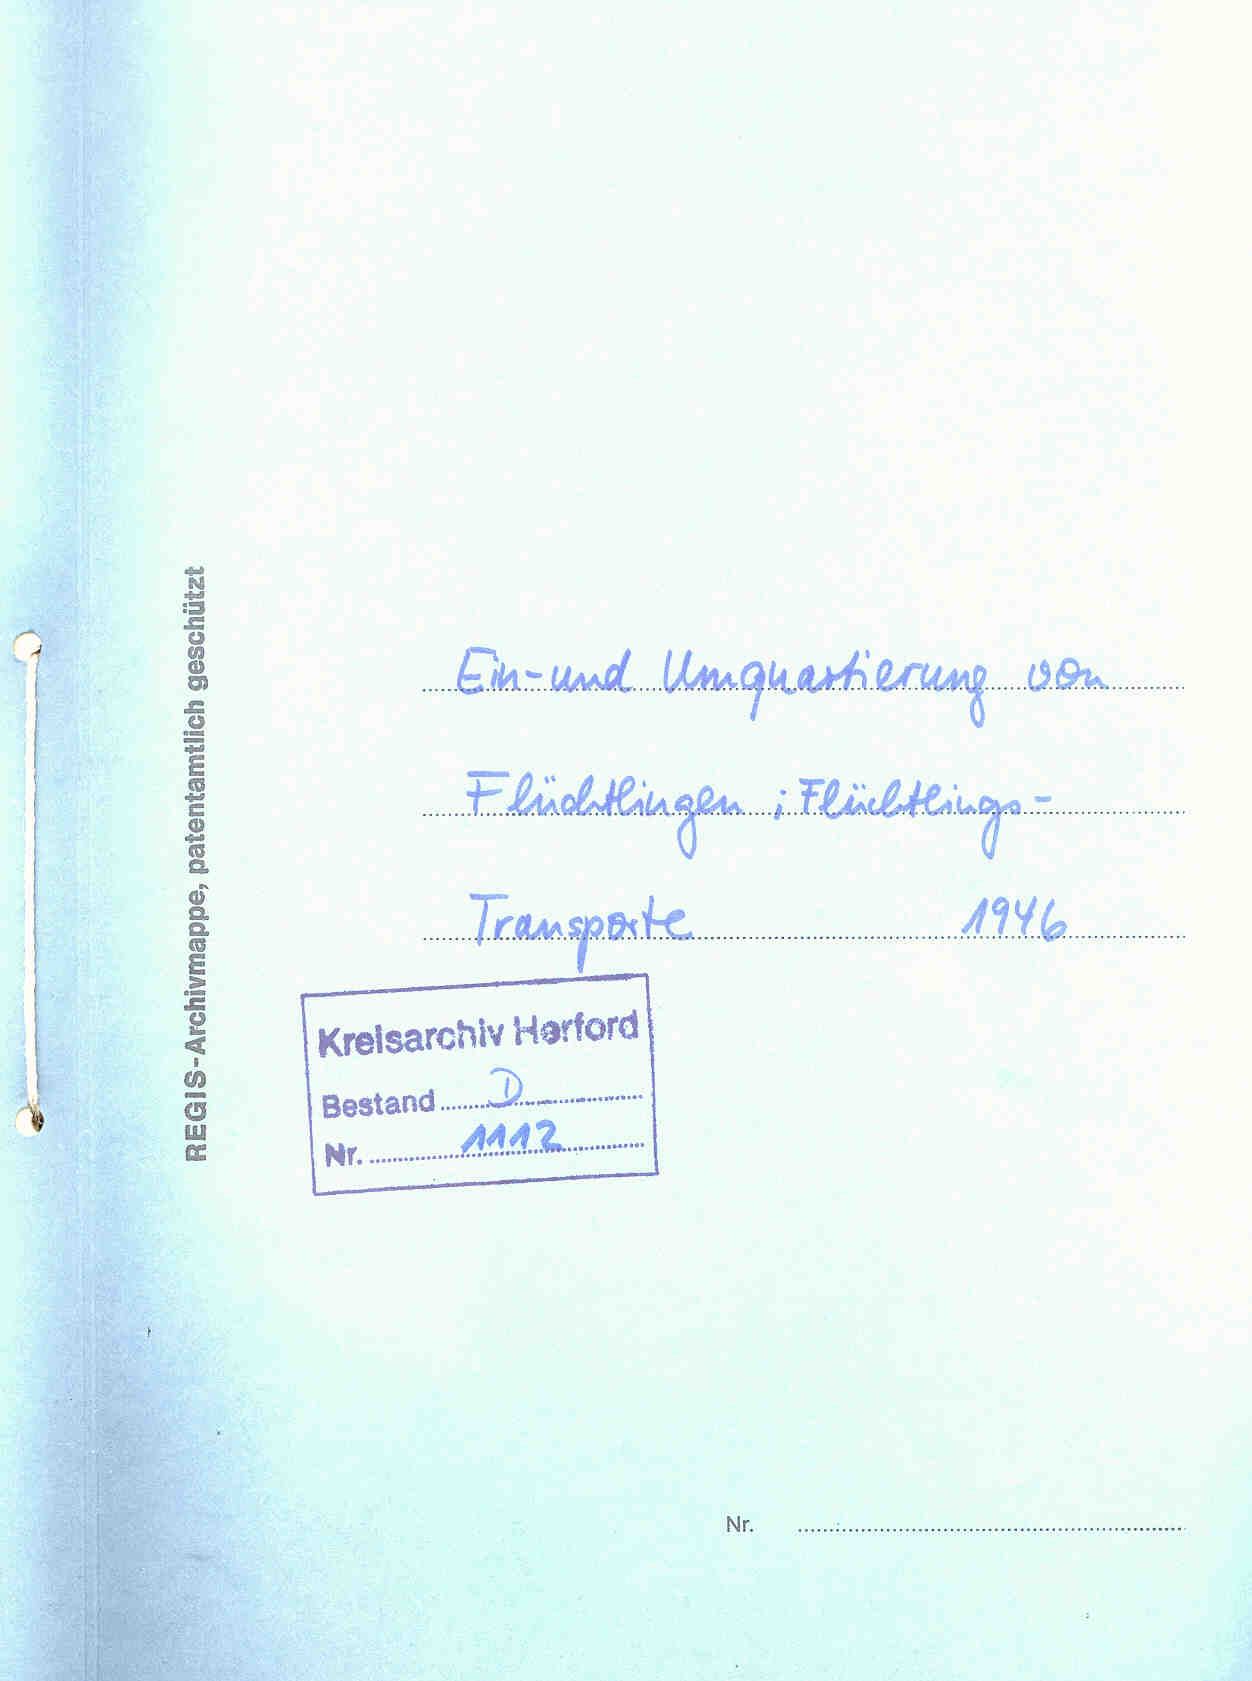 REGIS-Archivmappe, patentamtlich geschützt
Ein- und Umquartierung von
Flüchtlingen ; Flüchtlings-
Transporte 1946
Kreisarchiv Herford
Bestand D
Nr. 1112
Nr.